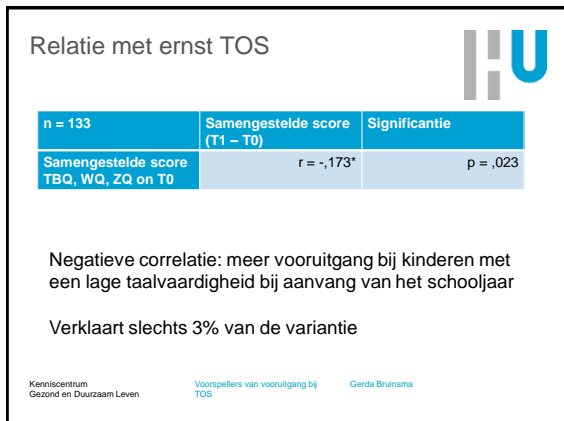 Relatie met ernst TOS
HU
n = 133 Samengestelde score (T1 – T0) Significantie
Samengestelde score TBQ, WQ, ZQ on T0 r = -,173* p = ,023
Negatieve correlatie: meer vooruitgang bij kinderen met
een lage taalvaardigheid bij aanvang van het schooljaar
Verklaart slechts 3% van de variantie
Kenniscentrum
Gezond en Duurzaam Leven
Voorspellers van vooruitgang bij
TOS
Gerda Bruinsma